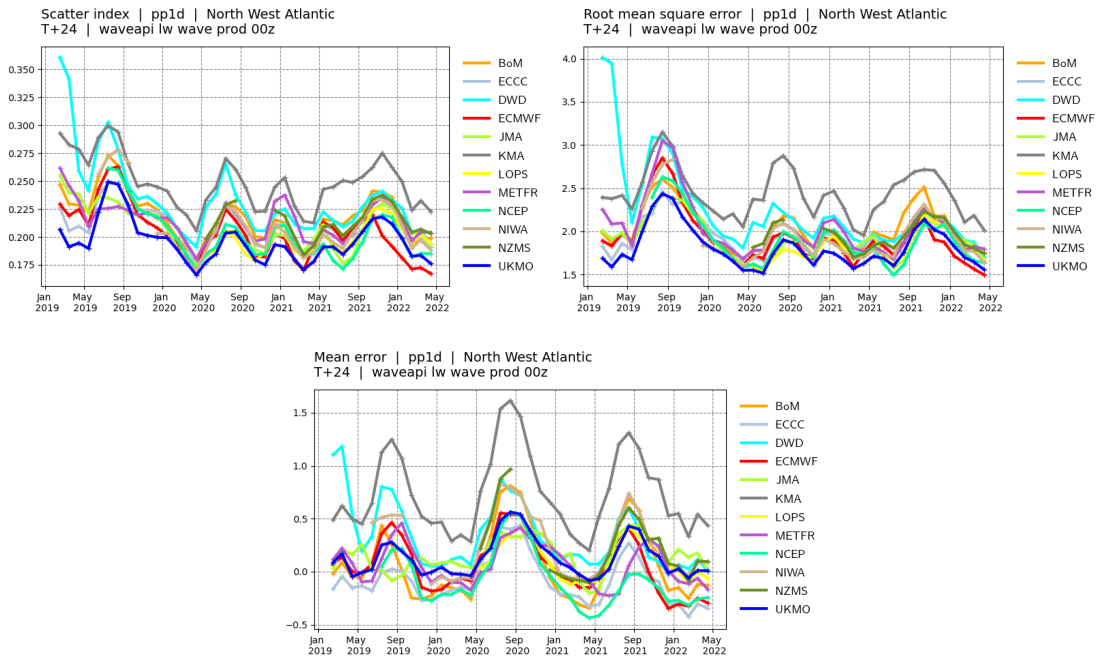 Scatter index | pp1d | North West Atlantic
T+24 | waveapi lw wave prod 00z
0.350
0.325
0.300
0.275
0.250
0.225
0.200
0.175
Jan 2019
May 2019
Sep 2019
Jan 2020
May 2020
Sep 2020
Jan 2021
May 2021
Sep 2021
Jan 2022
May 2022
BoM
ECCC
DWD
ECMWF
JMA
KMA
LOPS
METFR
NCEP
NIWA
NZMS
UKMO
Root mean square error | pp1d | North West Atlantic
T+24 | waveapi lw wave prod 00z
4.0
3.5
3.0
2.5
2.0
1.5
Jan 2019
May 2019
Sep 2019
Jan 2020
May 2020
Sep 2020
Jan 2021
May 2021
Sep 2021
Jan 2022
May 2022
BoM
ECCC
DWD
ECMWF
JMA
KMA
LOPS
METFR
NCEP
NIWA
NZMS
UKMO
Mean error | pp1d | North West Atlantic
T+24 | waveapi lw wave prod 00z
1.5
1.0
0.5
0.0
−0.5
Jan 2019
May 2019
Sep 2019
Jan 2020
May 2020
Sep 2020
Jan 2021
May 2021
Sep 2021
Jan 2022
May 2022
BoM
ECCC
DWD
ECMWF
JMA
KMA
LOPS
METFR
NCEP
NIWA
NZMS
UKMO